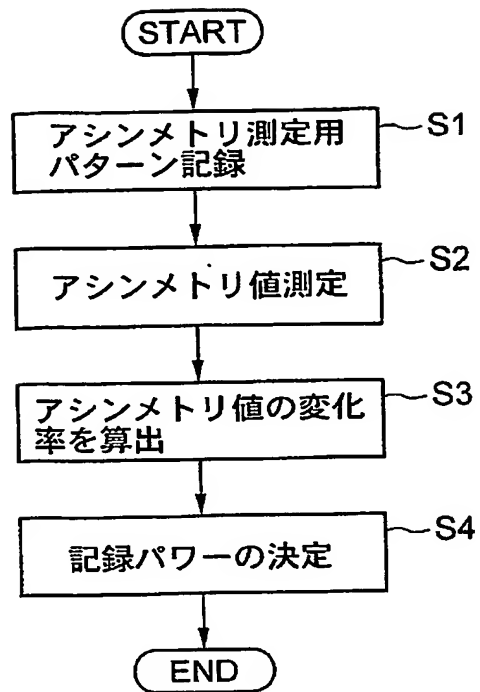 START
アシンメトリ測定用
パターン記録
S1
アシンメトリ値測定
S2
アシンメトリ値の変化
率を算出
S3
記録パワーの決定
S4
END